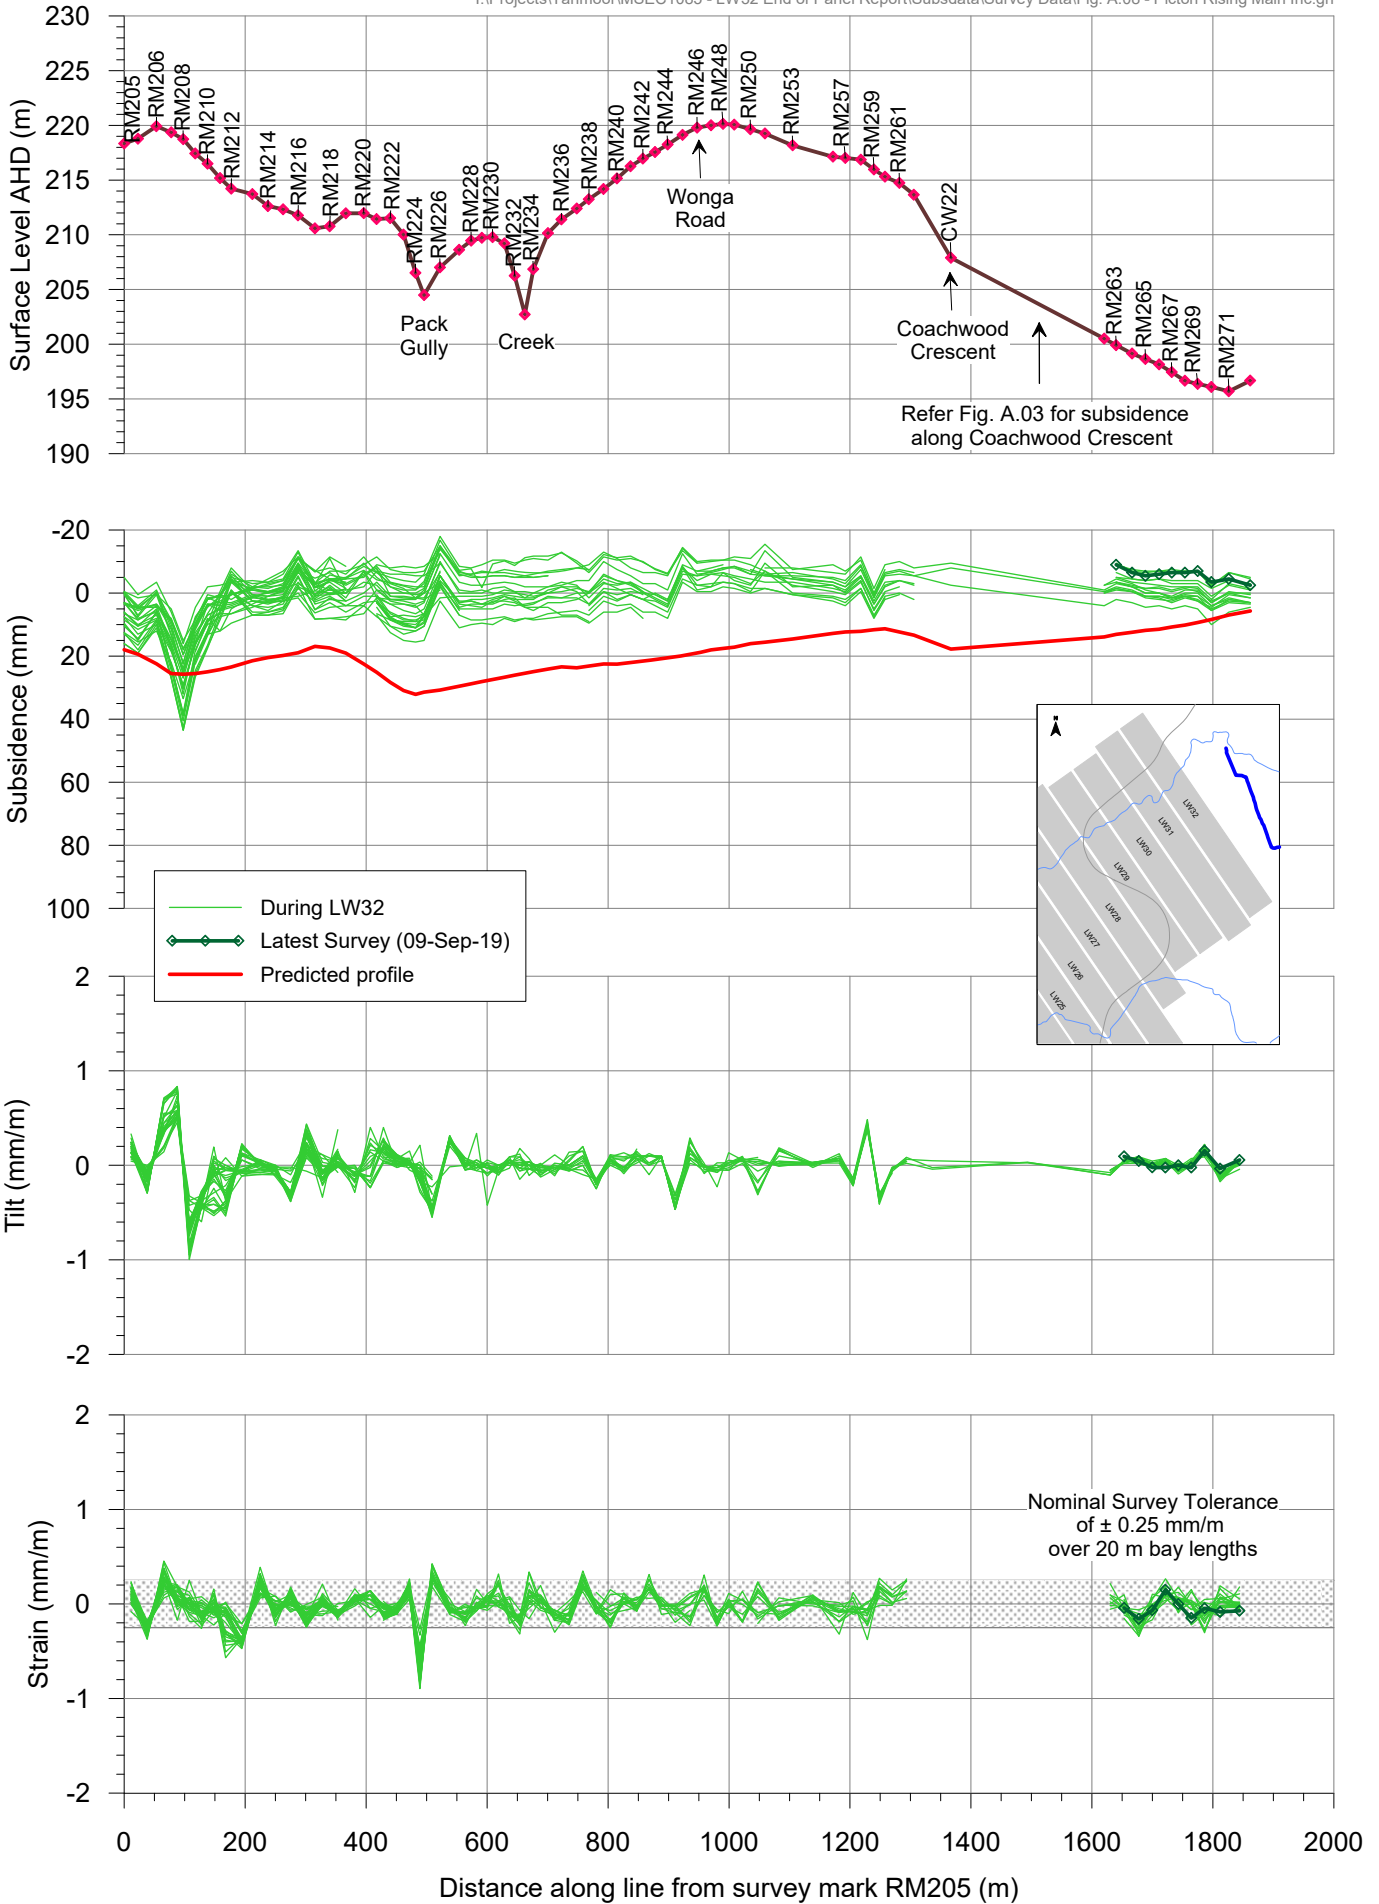 230
225
220
215
210
205
200
195
190
Surface Level AHD (m)
RM205
RM206
RM208
RM210
RM212
RM214
RM216
RM218
RM220
RM222
RM224
RM226
RM228
RM230
RM232
RM234
RM236
RM238
RM240
RM242
RM244
RM246
RM248
RM250
RM253
RM257
RM259
RM261
CW22
RM263
RM265
RM267
RM269
RM271
Pack
Gully
Creek
Wonga
Road
Coachwood
Crescent
Refer Fig. A.03 for subsidence
along Coachwood Crescent
-20
0
20
40
60
80
100
Subsidence (mm)
LW32
LW31
LW30
LW29
LW28
LW27
LW26
LW25
During LW32
Latest Survey (09-Sep-19)
Predicted profile
2
1
0
-1
-2
Tilt (mm/m)
2
1
0
-1
-2
Strain (mm/m)
Nominal Survey Tolerance
of ± 0.25 mm/m
over 20 m bay lengths
0 200 400 600 800 1000 1200 1400 1600 1800 2000
Distance along line from survey mark RM205 (m)